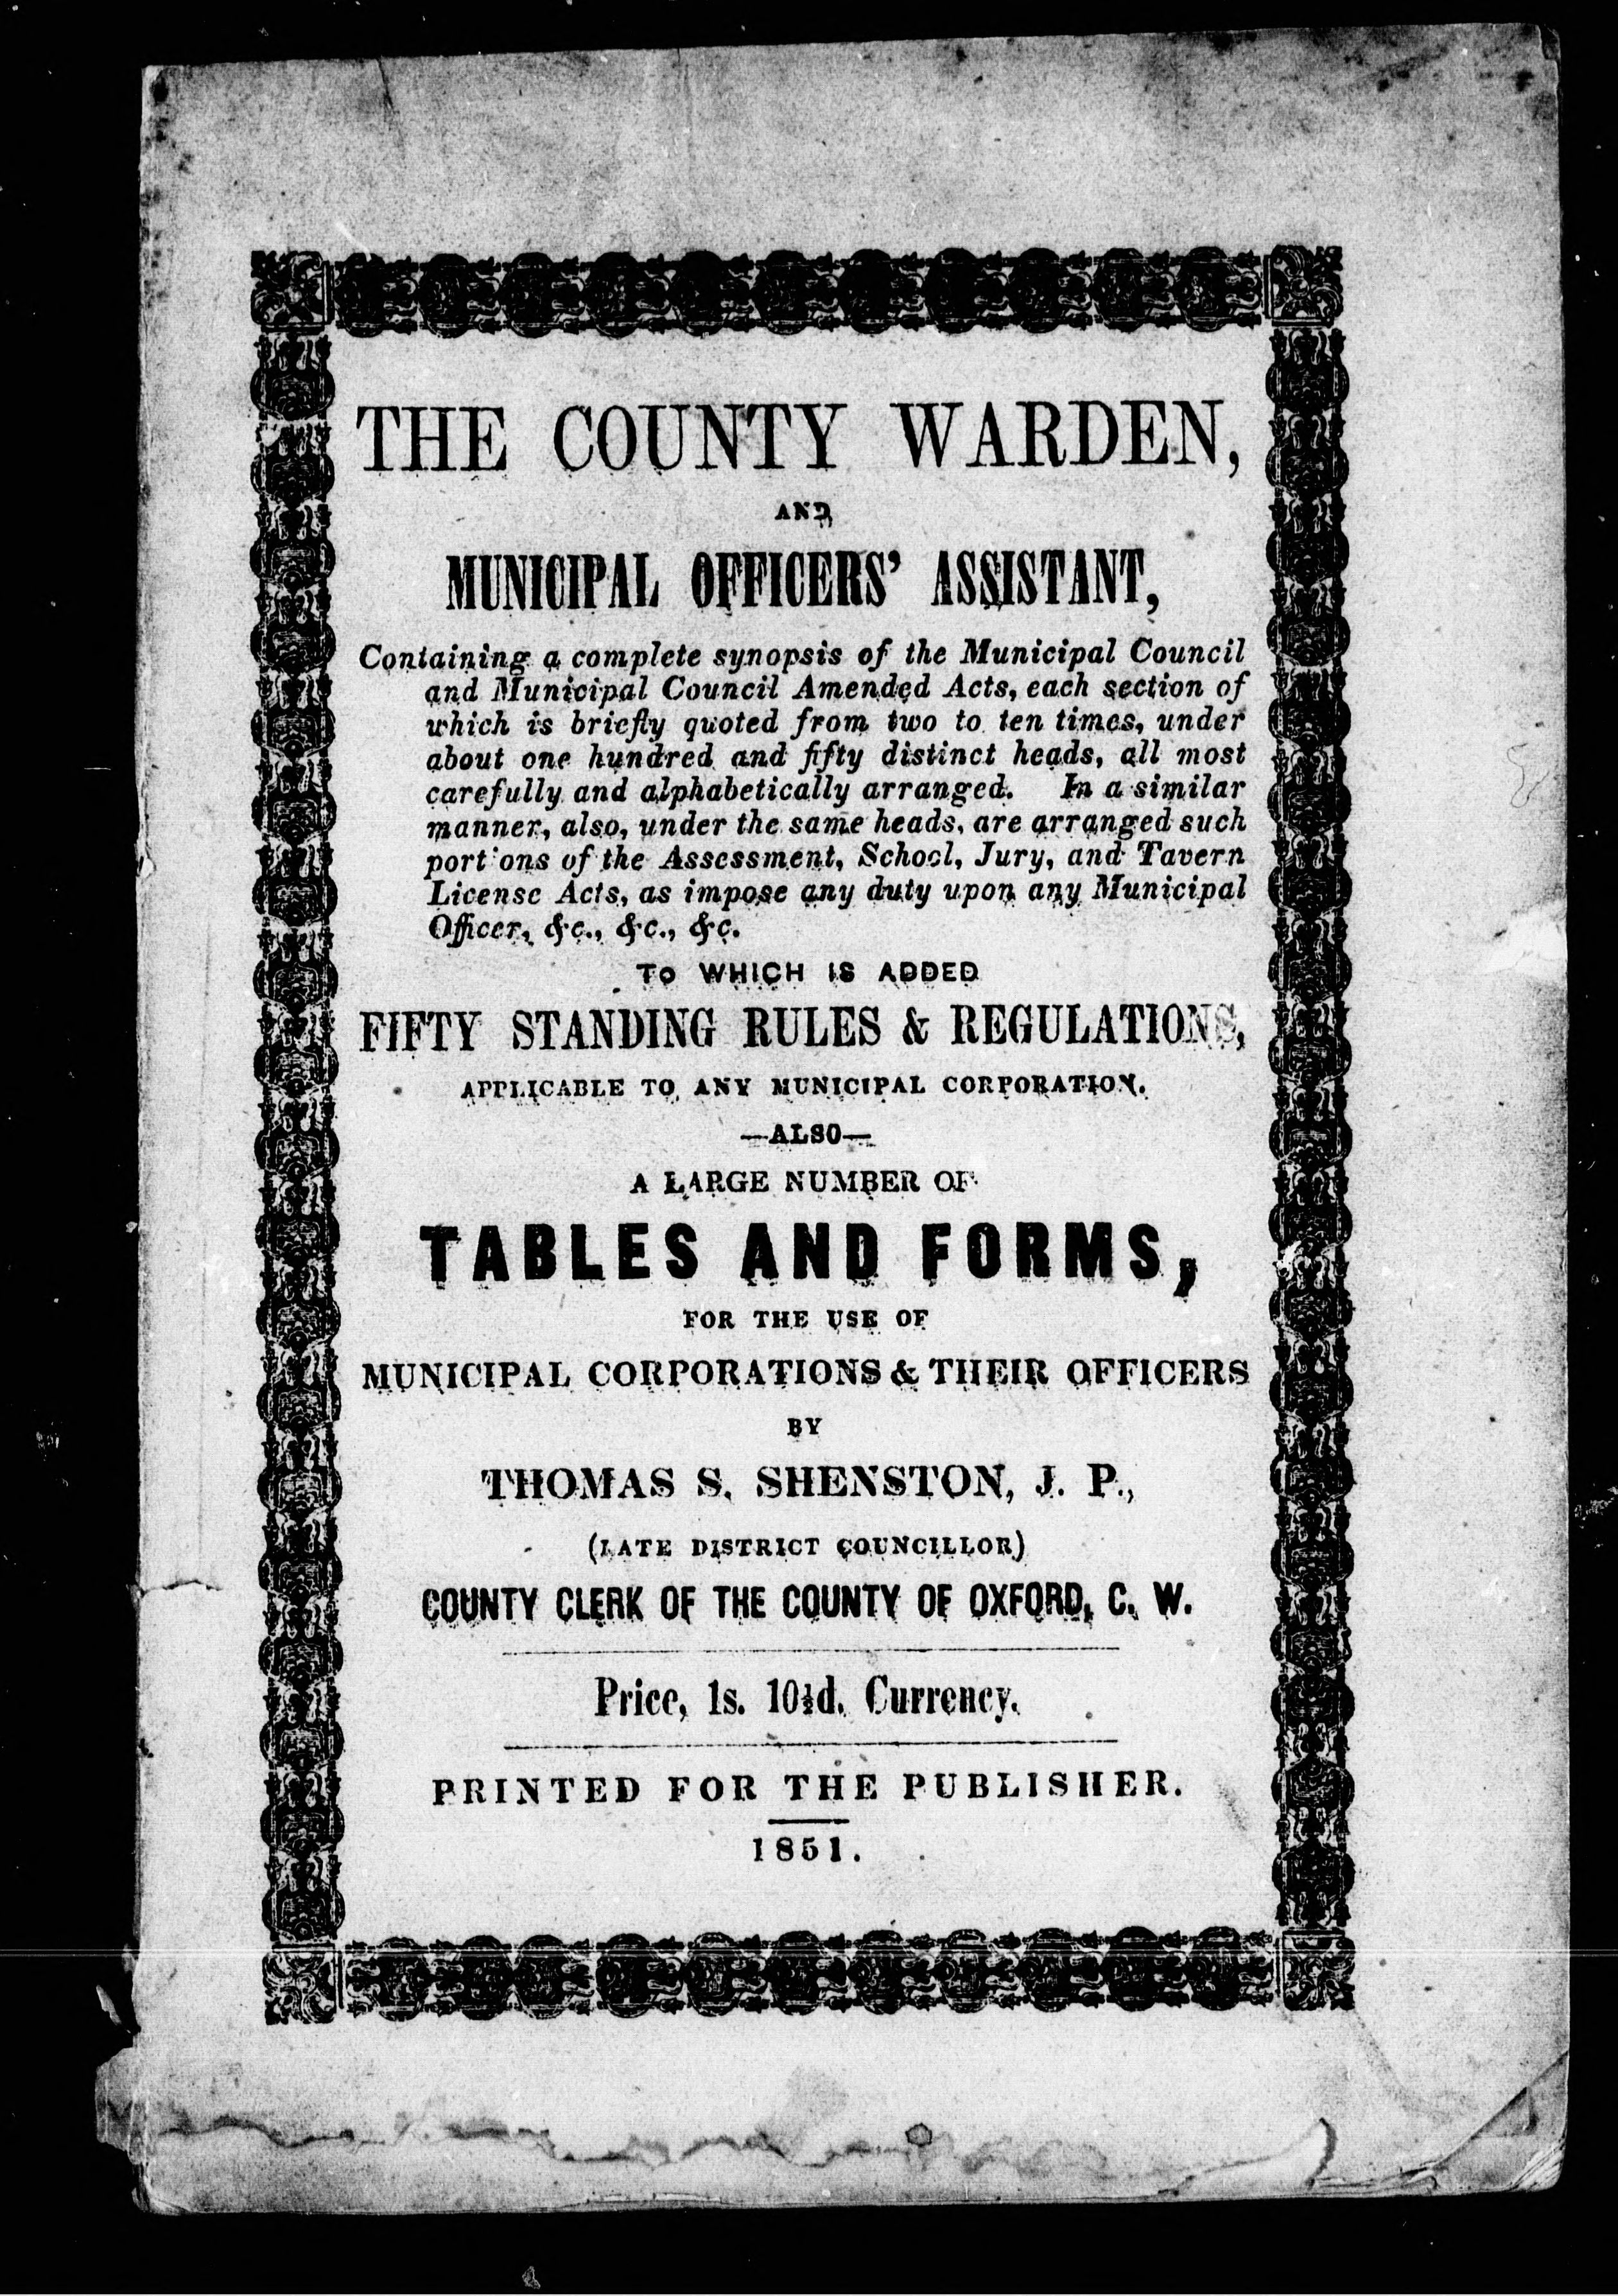 THE COUNTY WARDEN,
AND
MUNICIPAL OFFICERS' ASSISTANT,
Containing a complete synopsis of the Municipal Council
and Municipal Council Amended Acts, each section of
which is briefly quoted from two to ten times, under
about one hundred and fifty distinct heads, all most
carefully and alphabetically arranged. In a similar
manner, also, under the same heads, are arranged such
portions of the Assessment, School, Jury, and Tavern
License Acts, as impose any duty upon any Municipal
Officer, &c., &c., &c.
TO WHICH IS ADDED
FIFTY STANDING RULES & REGULATIONS,
APPLICABLE TO ANY MUNICIPAL CORPORATION.
—ALSO—
A LARGE NUMBER OF
TABLES AND FORMS,
FOR THE USE OF
MUNICIPAL CORPORATIONS & THEIR OFFICERS
BY
THOMAS S. SHENSTON, J. P.,
(LATE DISTRICT COUNCILLOR)
COUNTY CLERK OF THE COUNTY OF OXFORD, C. W.
Price, 1s. 10½d. Currency.
PRINTED FOR THE PUBLISHER.
1851.